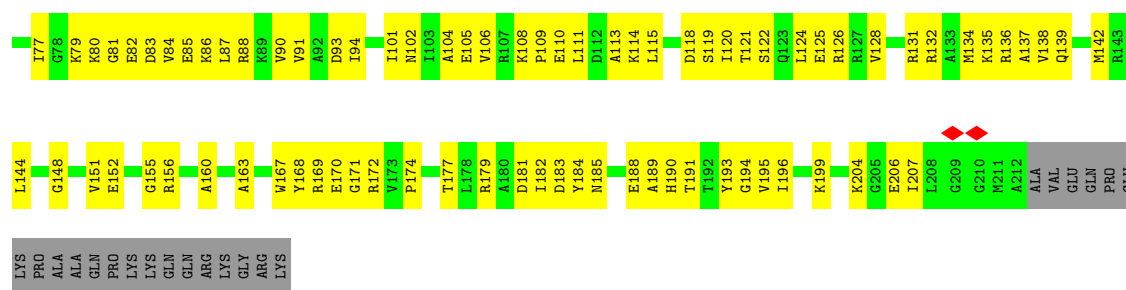 I77 G78 K79 K80 G81 E82 D83 V84 E85 K86 L87 R88 K89 V90 V91 A92 D93 I94 I101 N102 I103 A104 E105 V106 R107 K108 P109 E110 L111 D112 A113 K114 L115 D118 S119 I120 T121 S122 Q123 L124 E125 R126 R127 V128 R131 R132 A133 M134 K135 R136 A137 V138 Q139 M142 R143
L144 G148 V151 E152 G155 R156 A160 A163 W167 Y168 R169 E170 G171 R172 V173 P174 T177 L178 R179 A180 D181 I182 D183 Y184 N185 E188 A189 H190 T191 T192 Y193 G194 V195 I196 K199 K204 G205 E206 I207 L208 G209 G210 M211 A212 ALA VAL GLU GLN PRO
LYS PRO ALA ALA GLN PRO LYS LYS GLN GLN ARG LYS GLY ARG LYS